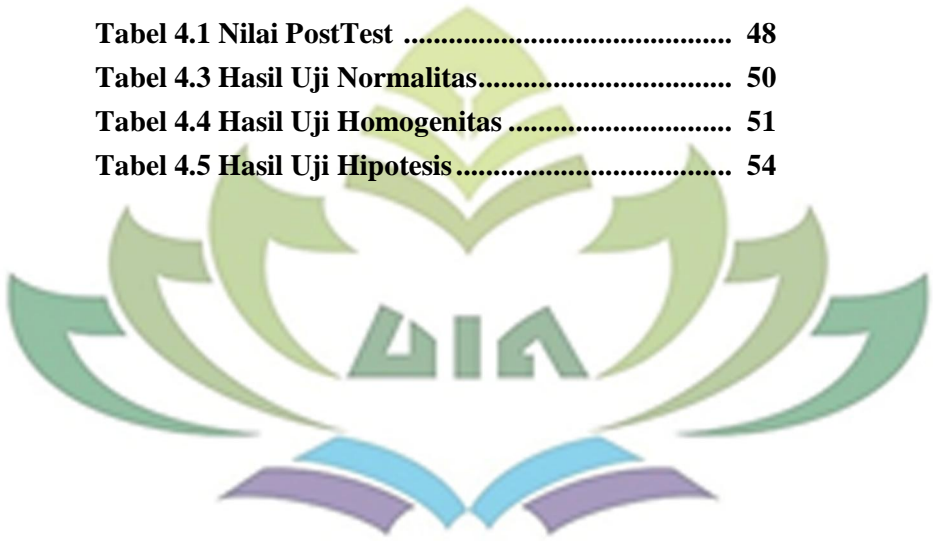 Tabel 4.1 Nilai PostTest ............................................ 48
Tabel 4.3 Hasil Uji Normalitas.................................. 50
Tabel 4.4 Hasil Uji Homogenitas .............................. 51
Tabel 4.5 Hasil Uji Hipotesis..................................... 54
UIN